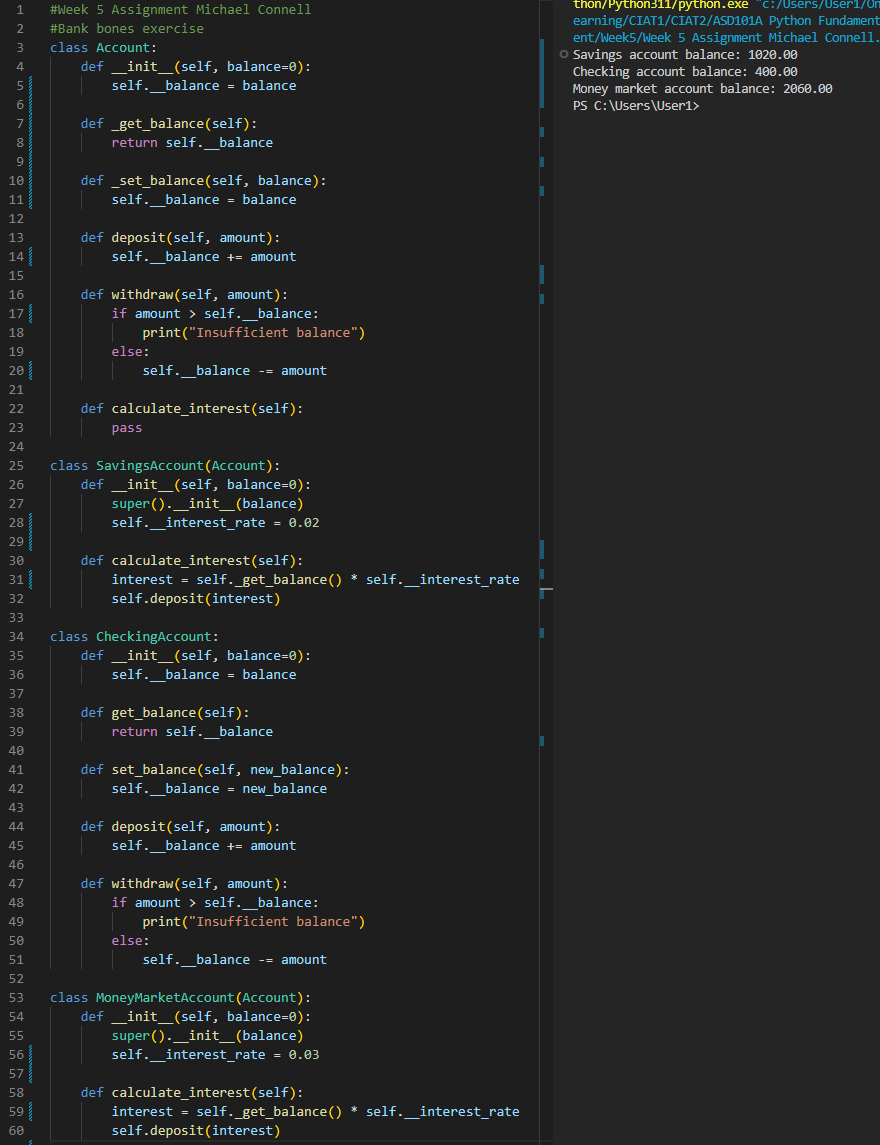 1 #Week 5 Assignment Michael Connell
2 #Bank bones exercise
3 class Account:
4     def __init__(self, balance=0):
5         self.__balance = balance
6
7     def _get_balance(self):
8         return self.__balance
9
10     def _set_balance(self, balance):
11         self.__balance = balance
12
13     def deposit(self, amount):
14         self.__balance += amount
15
16     def withdraw(self, amount):
17         if amount > self.__balance:
18             print("Insufficient balance")
19         else:
20             self.__balance -= amount
21
22     def calculate_interest(self):
23         pass
24
25 class SavingsAccount(Account):
26     def __init__(self, balance=0):
27         super().__init__(balance)
28         self.__interest_rate = 0.02
29
30     def calculate_interest(self):
31         interest = self._get_balance() * self.__interest_rate
32         self.deposit(interest)
33
34 class CheckingAccount:
35     def __init__(self, balance=0):
36         self.__balance = balance
37
38     def get_balance(self):
39         return self.__balance
40
41     def set_balance(self, new_balance):
42         self.__balance = new_balance
43
44     def deposit(self, amount):
45         self.__balance += amount
46
47     def withdraw(self, amount):
48         if amount > self.__balance:
49             print("Insufficient balance")
50         else:
51             self.__balance -= amount
52
53 class MoneyMarketAccount(Account):
54     def __init__(self, balance=0):
55         super().__init__(balance)
56         self.__interest_rate = 0.03
57
58     def calculate_interest(self):
59         interest = self._get_balance() * self.__interest_rate
60         self.deposit(interest)
thon/Python311/python.exe "c:/Users/User1/On
earning/CIAT1/CIAT2/ASD101A Python Fundament
ent/Week5/Week 5 Assignment Michael Connell.
Savings account balance: 1020.00
Checking account balance: 400.00
Money market account balance: 2060.00
PS C:\Users\User1>